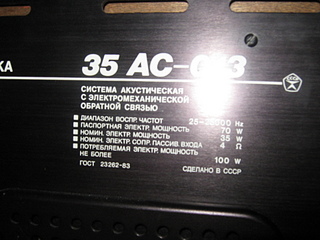 КА
35 АС-013
СИСТЕМА АКУСТИЧЕСКАЯ
С ЭЛЕКТРОМЕХАНИЧЕСКОЙ
ОБРАТНОЙ СВЯЗЬЮ
ДИАПАЗОН ВОСПР. ЧАСТОТ 25-25000 Hz
ПАСПОРТНАЯ ЭЛЕКТР. МОЩНОСТЬ 70 W
НОМИН. ЭЛЕКТР. МОЩНОСТЬ 35 W
НОМИН. ЭЛЕКТР. СОПР. ПАССИВ. ВХОДА 4 Ω
ПОТРЕБЛЯЕМАЯ ЭЛЕКТР. МОЩНОСТЬ
НЕ БОЛЕЕ 100 W
ГОСТ 23262-83 СДЕЛАНО В СССР